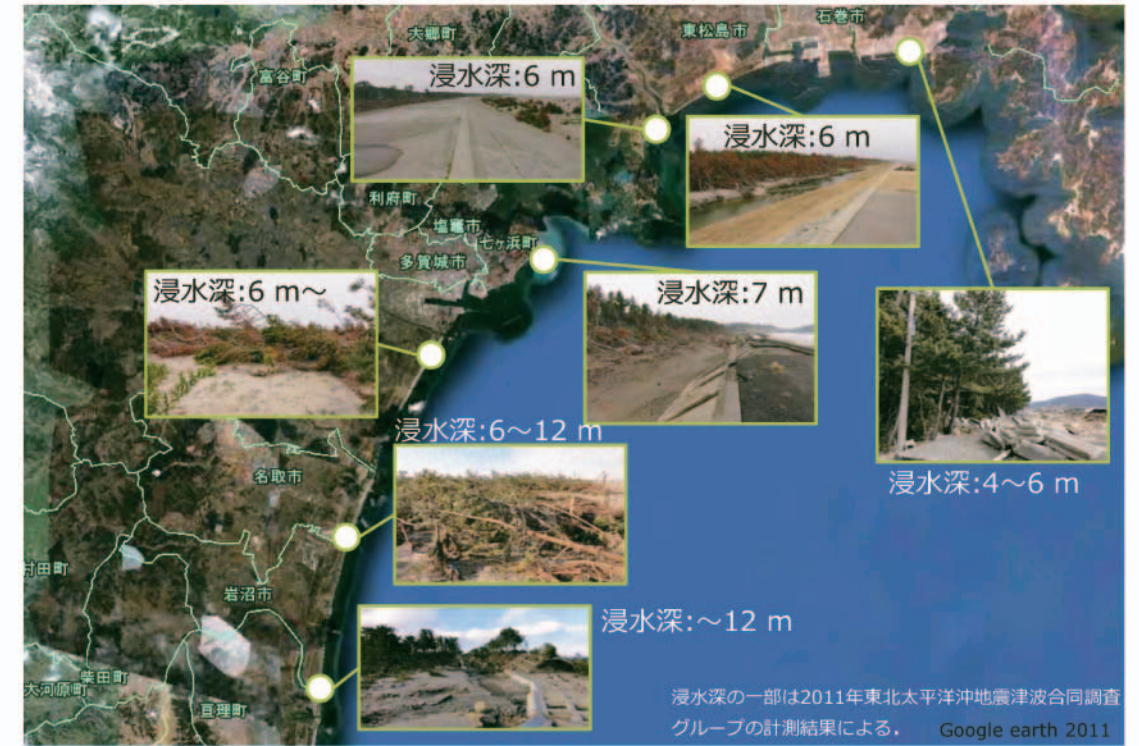 石巻市
大郷町
東松島市
浸水深:6 m
富谷町
浸水深:6 m
利府町
塩竈市
七ヶ浜町
多賀城市
浸水深:6 m～
浸水深:7 m
浸水深:6～12 m
名取市
浸水深:4～6 m
村田町
岩沼市
浸水深:～12 m
柴田町
大河原町
亘理町
浸水深の一部は2011年東北太平洋沖地震津波合同調査
グループの計測結果による.
Google earth 2011